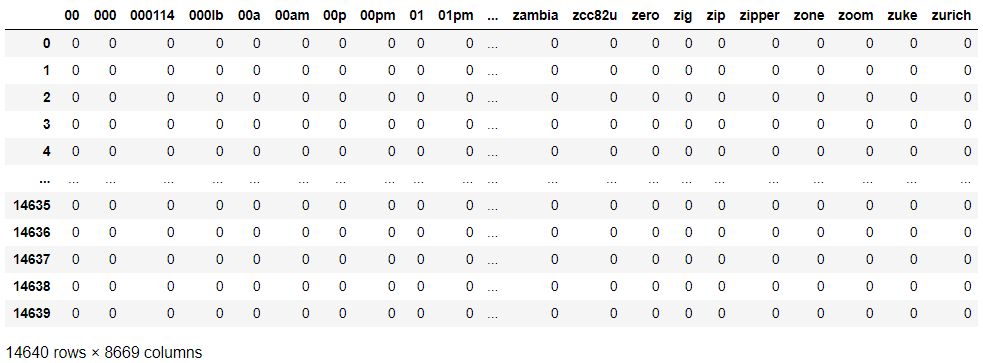 00 000 000114 000lb 00a 00am 00p 00pm 01 01pm ... zambia zcc82u zero zig zip zipper zone zoom zuke zurich
0 0 0 0 0 0 0 0 0 0 0 ... 0 0 0 0 0 0 0 0 0 0
1 0 0 0 0 0 0 0 0 0 0 ... 0 0 0 0 0 0 0 0 0 0
2 0 0 0 0 0 0 0 0 0 0 ... 0 0 0 0 0 0 0 0 0 0
3 0 0 0 0 0 0 0 0 0 0 ... 0 0 0 0 0 0 0 0 0 0
4 0 0 0 0 0 0 0 0 0 0 ... 0 0 0 0 0 0 0 0 0 0
... ... ... ... ... ... ... ... ... ... ... ... ... ... ... ... ... ... ... ... ... ...
14635 0 0 0 0 0 0 0 0 0 0 ... 0 0 0 0 0 0 0 0 0 0
14636 0 0 0 0 0 0 0 0 0 0 ... 0 0 0 0 0 0 0 0 0 0
14637 0 0 0 0 0 0 0 0 0 0 ... 0 0 0 0 0 0 0 0 0 0
14638 0 0 0 0 0 0 0 0 0 0 ... 0 0 0 0 0 0 0 0 0 0
14639 0 0 0 0 0 0 0 0 0 0 ... 0 0 0 0 0 0 0 0 0 0
14640 rows × 8669 columns